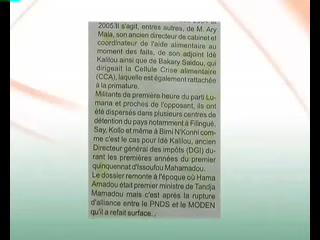 2005.Il s'agit, entres autres, de M. Ary
Mala, son ancien directeur de cabinet et
coordinateur de l'aide alimentaire au
moment des faits, de son adjoint Idé
Kalilou ainsi que de Bakary Saidou, qui
dirigeait la Cellule Crise alimentaire
(CCA), laquelle est également rattachée
à la primature.
Militants de première heure du parti Lu-
mana et proches de l'opposant, ils ont
été dispersés dans plusieurs centres de
détention du pays notamment à Filingué,
Say, Kollo et même à Birni N'Konni com-
me c'est le cas pour Idé Kalilou, ancien
Directeur général des impôts (DGI) du-
rant les premières années du premier
quinquennat d'Issoufou Mahamadou.
Le dossier remonte à l'époque où Hama
Amadou était premier ministre de Tandja
Mamadou mais c'est après la rupture
d'alliance entre le PNDS et le MODEN
qu'il a refait surface...